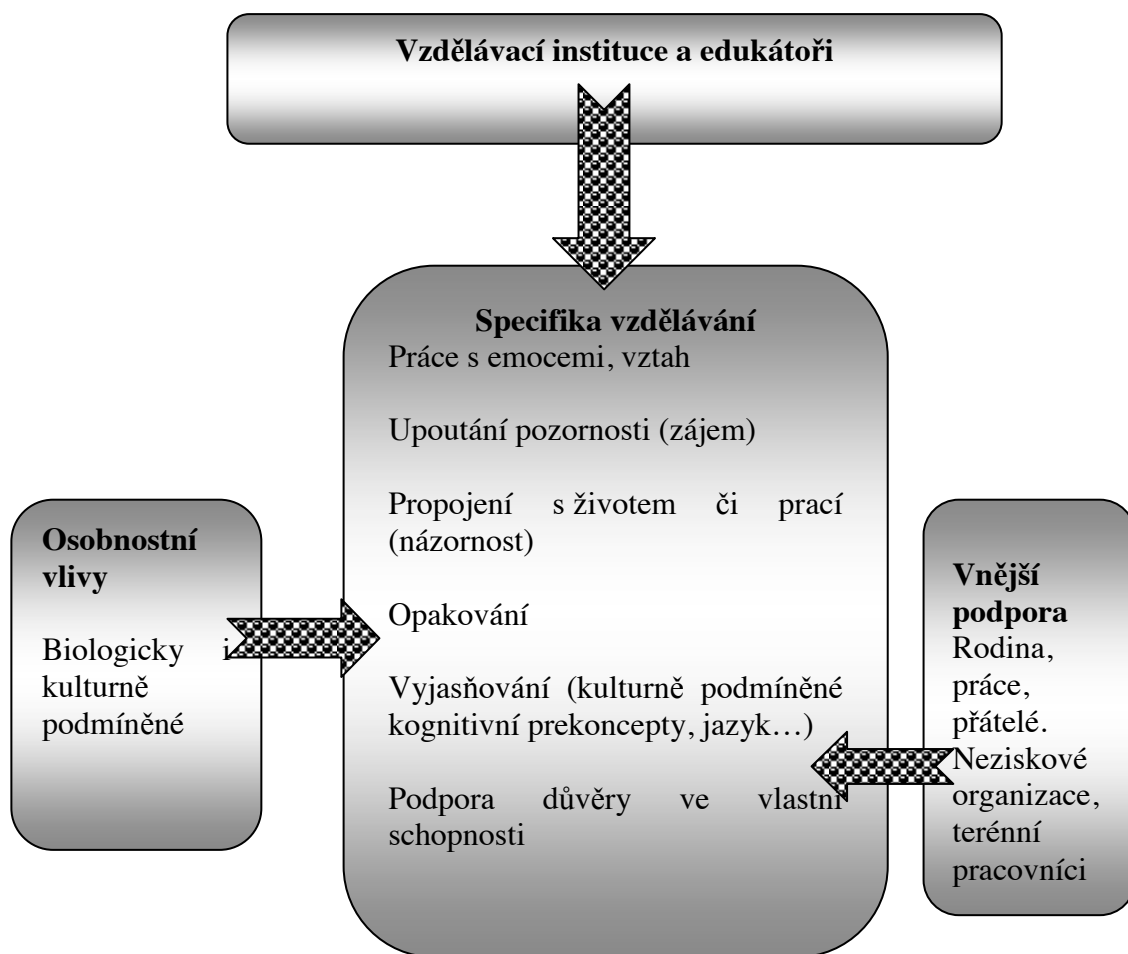 Vzdělávací instituce a edukátoři
Specifika vzdělávání
Práce s emocemi, vztah
Upoutání pozornosti (zájem)
Propojení s životem či prací
(názornost)
Opakování
Vyjasňování (kulturně podmíněné
kognitivní prekoncepty, jazyk…)
Podpora důvěry ve vlastní
schopnosti
Osobnostní
vlivy
Biologicky i
kulturně
podmíněné
Vnější
podpora
Rodina,
práce,
přátelé.
Neziskové
organizace,
terénní
pracovníci